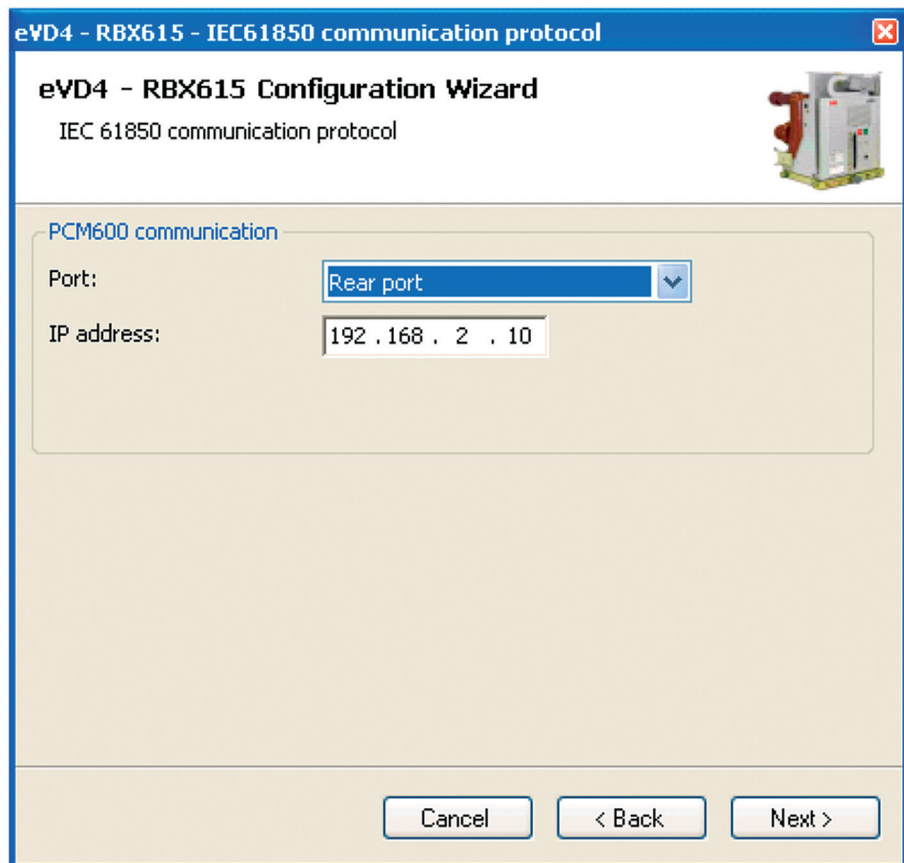 eVD4 - RBX615 - IEC61850 communication protocol
eVD4 - RBX615 Configuration Wizard
IEC 61850 communication protocol
PCM600 communication
Port:
Rear port
IP address:
192 . 168 . 2 . 10
Cancel
< Back
Next >